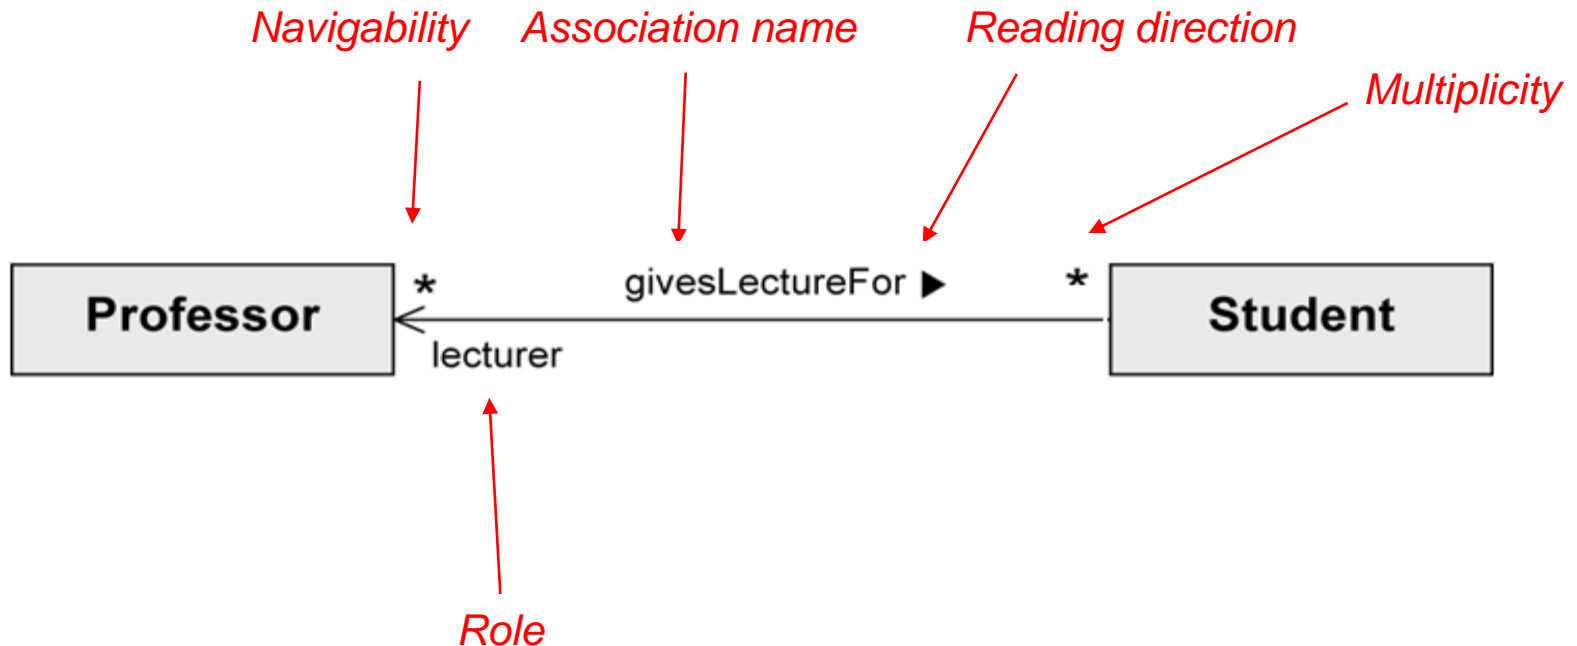 Navigability Association name Reading direction
Multiplicity
* givesLectureFor ▶ *
Professor Student
lecturer
Role